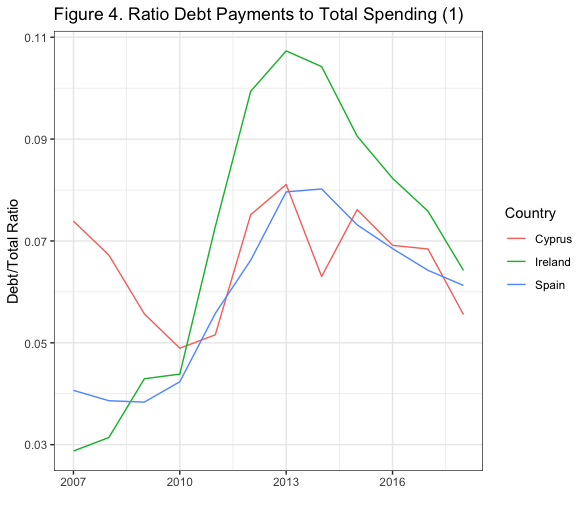 Figure 4. Ratio Debt Payments to Total Spending (1)
Debt/Total Ratio
0.11
0.09
0.07
0.05
0.03
2007 2010 2013 2016
Country
Cyprus
Ireland
Spain